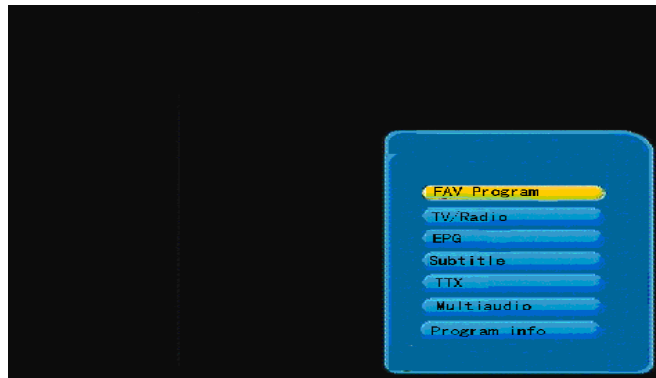 FAV Program
TV/Radio
EPG
Subtitle
TTX
Multiaudio
Program info